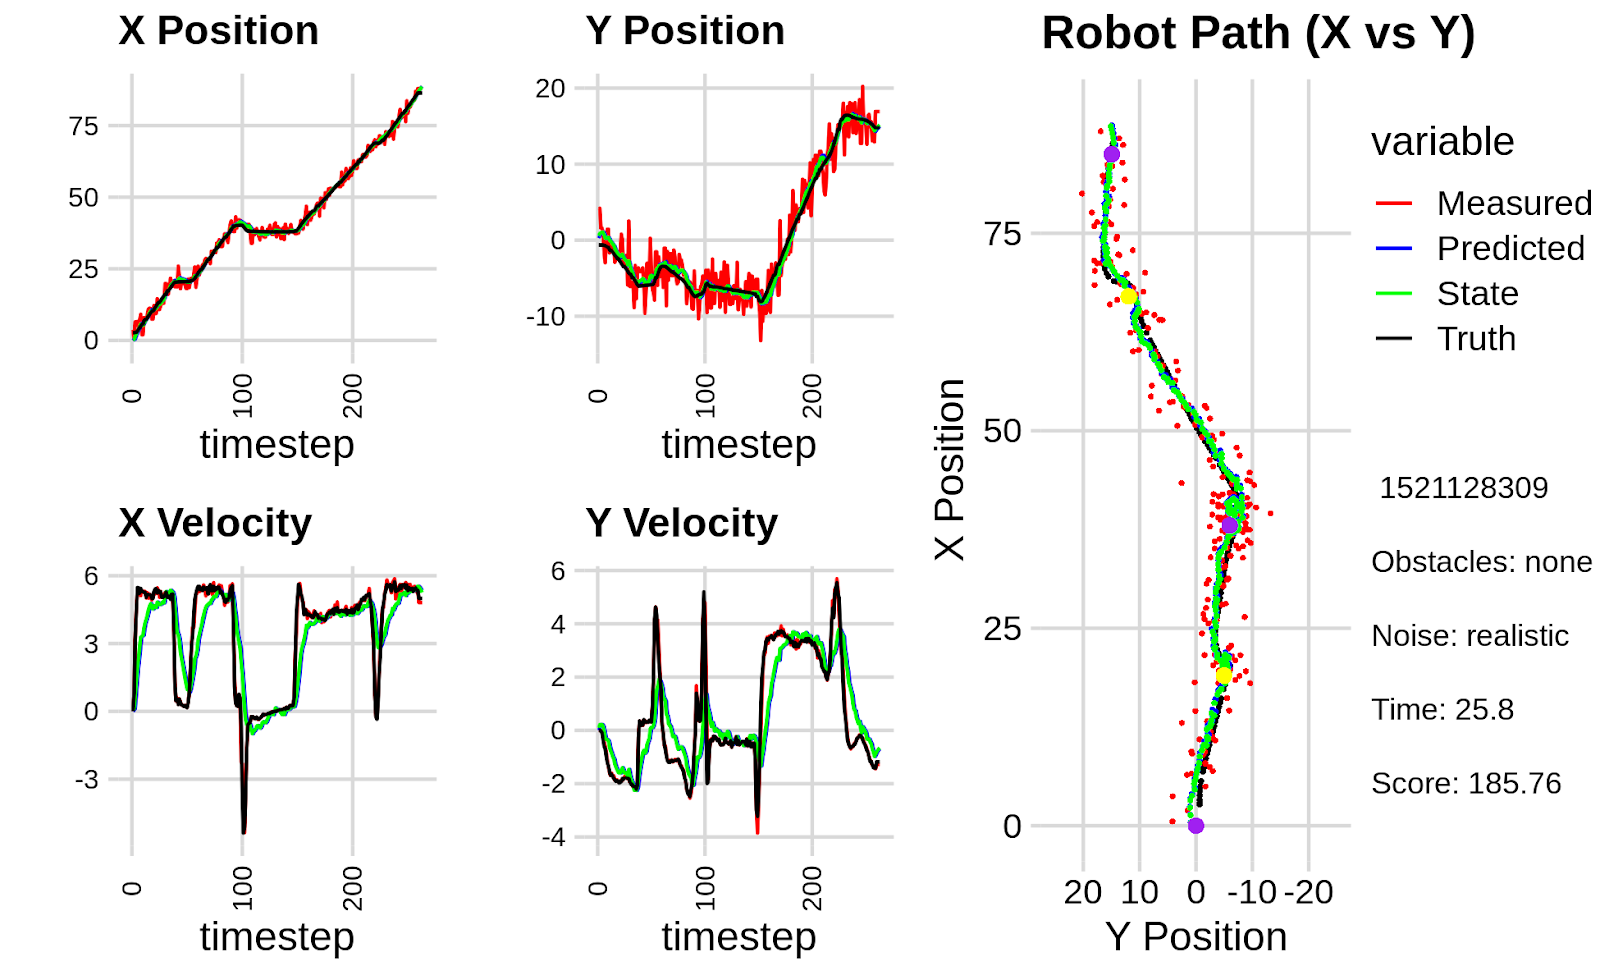 X Position
75
50
25
0
0
100
200
timestep
Y Position
20
10
0
-10
0
100
200
timestep
X Velocity
6
3
0
-3
0
100
200
timestep
Y Velocity
6
4
2
0
-2
-4
0
100
200
timestep
Robot Path (X vs Y)
X Position
75
50
25
0
20 10 0 -10 -20
Y Position
variable
Measured
Predicted
State
Truth
1521128309
Obstacles: none
Noise: realistic
Time: 25.8
Score: 185.76